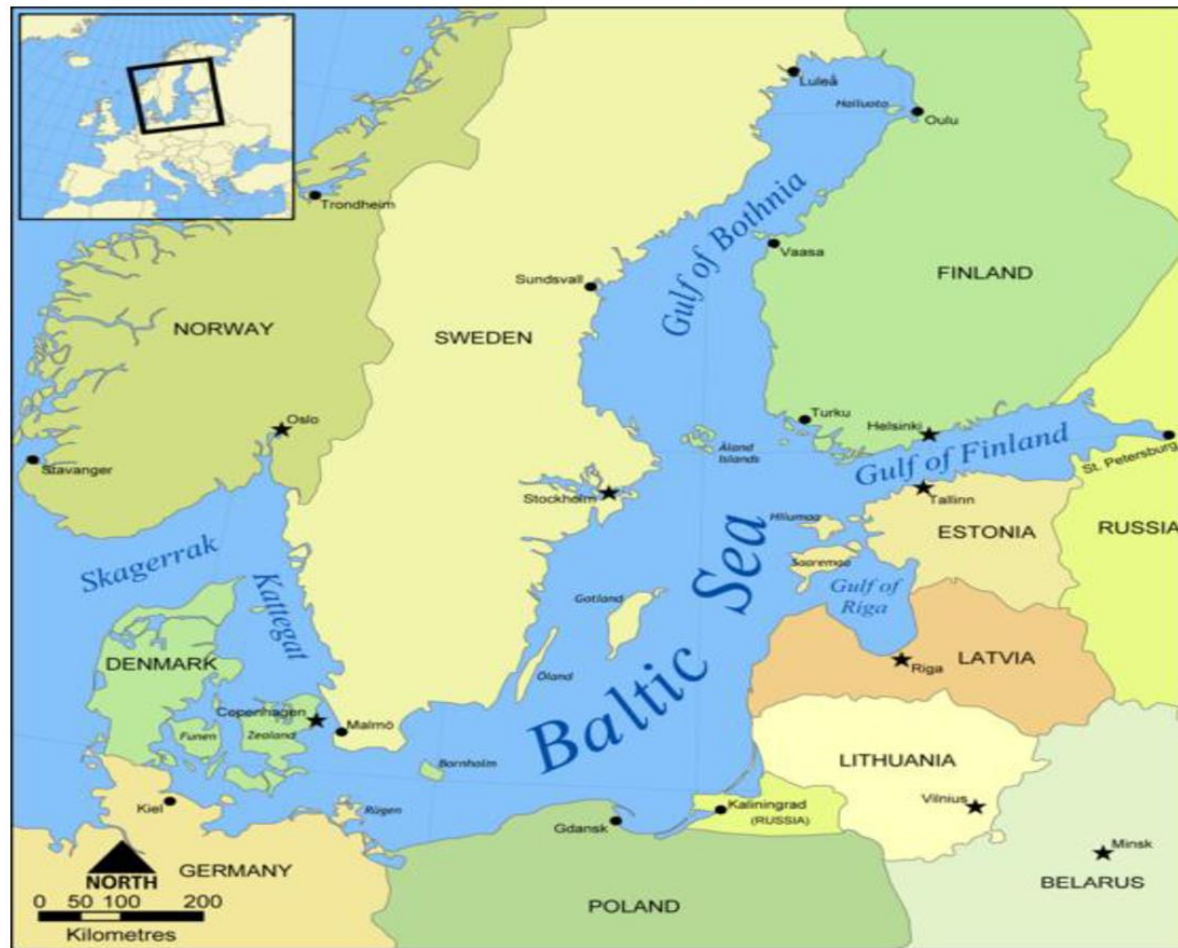 Luleå
Hailuoto
Oulu
Trondheim
Gulf of Bothnia
Vaasa
Sundsvall
FINLAND
NORWAY
SWEDEN
Oslo
Turku
Helsinki
Åland
Islands
Gulf of Finland
St. Petersburg
Stavanger
Stockholm
Tallinn
Hiiumaa
ESTONIA
RUSSIA
Skagerrak
Saaremaa
Kattegat
Gotland
Gulf of
Riga
Baltic Sea
DENMARK
Riga
LATVIA
Öland
Copenhagen
Malmö
Funen
Zealand
Bornholm
LITHUANIA
Vilnius
Kiel
Rügen
Gdansk
Kaliningrad
(RUSSIA)
Minsk
GERMANY
BELARUS
POLAND
NORTH
0 50 100 200
Kilometres